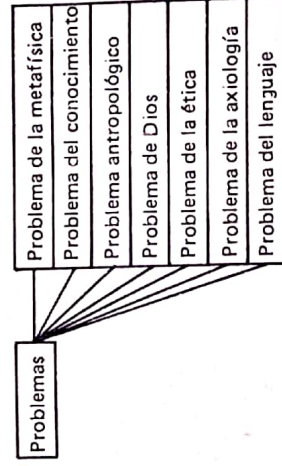 Problemas
Problema de la metafísica
Problema del conocimiento
Problema antropológico
Problema de Dios
Problema de la ética
Problema de la axiología
Problema del lenguaje